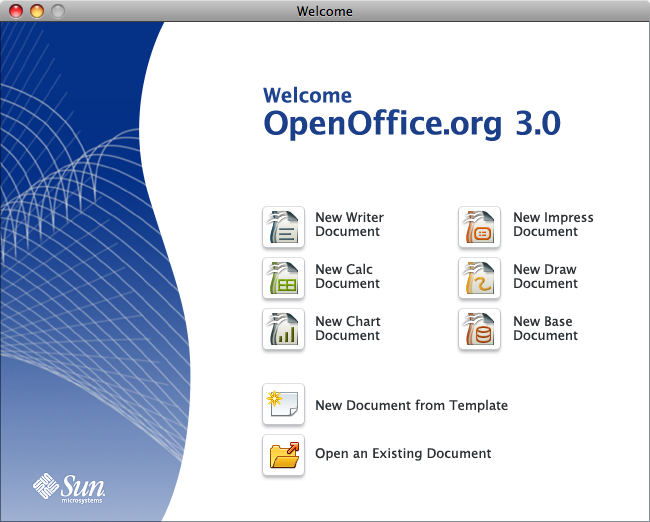 Welcome
Welcome
OpenOffice.org 3.0
New Writer
Document
New Impress
Document
New Calc
Document
New Draw
Document
New Chart
Document
New Base
Document
New Document from Template
Open an Existing Document
Sun
microsystems